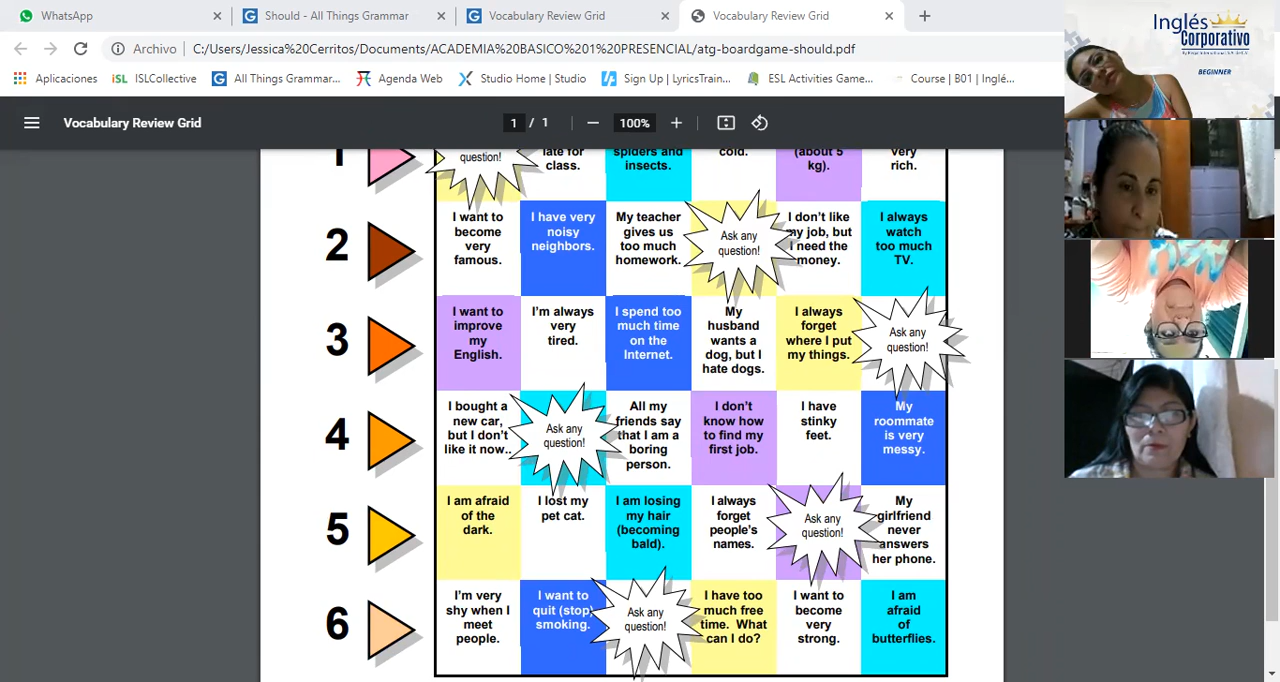 WhatsApp
Should - All Things Grammar
Vocabulary Review Grid
Vocabulary Review Grid
Archivo
C:/Users/Jessica%20Cerritos/Documents/ACADEMIA%20BASICO%201%20PRESENCIAL/atg-boardgame-should.pdf
Aplicaciones
iSL ISLCollective
All Things Grammar...
Agenda Web
Studio Home | Studio
Sign Up | LyricsTrain...
ESL Activities Game...
Course | B01 | Inglé...
Inglés
Corporativo
BEGINNER
Vocabulary Review Grid
1 / 1
100%
1
question!
late for
class.
spiders and
insects.
cold.
(about 5
kg).
very
rich.
2
I want to
become
very
famous.
I have very
noisy
neighbors.
My teacher
gives us
too much
homework.
Ask any
question!
I don't like
my job, but
I need the
money.
I always
watch
too much
TV.
3
I want to
improve
my
English.
I'm always
very
tired.
I spend too
much time
on the
Internet.
My
husband
wants a
dog, but I
hate dogs.
I always
forget
where I put
my things.
Ask any
question!
4
I bought a
new car,
but I don't
like it now..
Ask any
question!
All my
friends say
that I am a
boring
person.
I don't
know how
to find my
first job.
I have
stinky
feet.
My
roommate
is very
messy.
5
I am afraid
of the
dark.
I lost my
pet cat.
I am losing
my hair
(becoming
bald).
I always
forget
people's
names.
Ask any
question!
My
girlfriend
never
answers
her phone.
6
I'm very
shy when I
meet
people.
I want to
quit (stop)
smoking.
Ask any
question!
I have too
much free
time. What
can I do?
I want to
become
very
strong.
I am
afraid
of
butterflies.